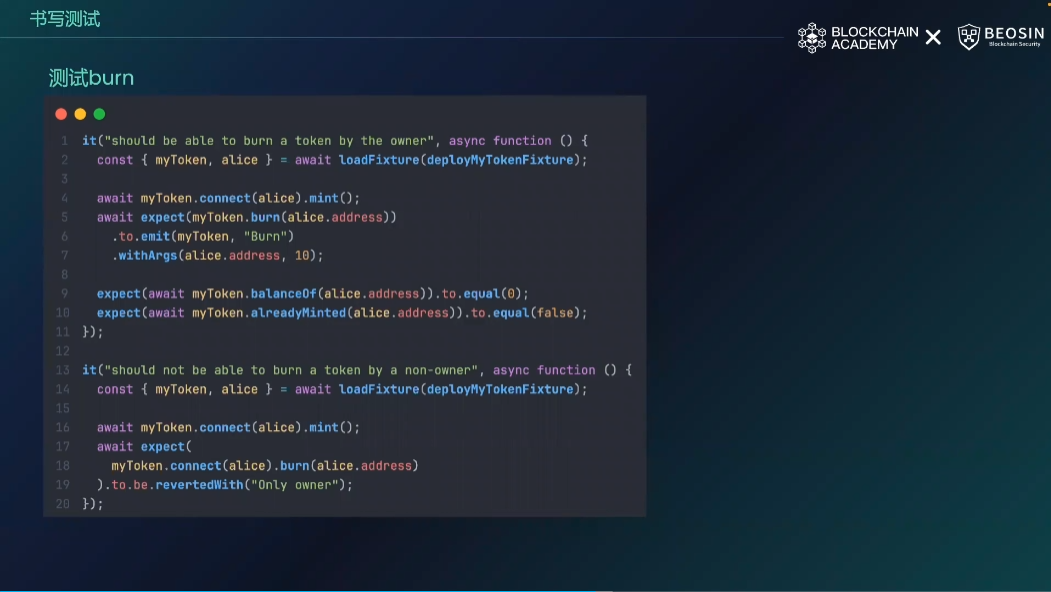 书写测试
BLOCKCHAIN
ACADEMY
BEOSIN
Blockchain Security
测试burn
1 it("should be able to burn a token by the owner", async function () {
2 const { myToken, alice } = await loadFixture(deployMyTokenFixture);
3
4 await myToken.connect(alice).mint();
5 await expect(myToken.burn(alice.address))
6 .to.emit(myToken, "Burn")
7 .withArgs(alice.address, 10);
8
9 expect(await myToken.balanceOf(alice.address)).to.equal(0);
10 expect(await myToken.alreadyMinted(alice.address)).to.equal(false);
11 });
12
13 it("should not be able to burn a token by a non-owner", async function () {
14 const { myToken, alice } = await loadFixture(deployMyTokenFixture);
15
16 await myToken.connect(alice).mint();
17 await expect(
18 myToken.connect(alice).burn(alice.address)
19 ).to.be.revertedWith("Only owner");
20 });